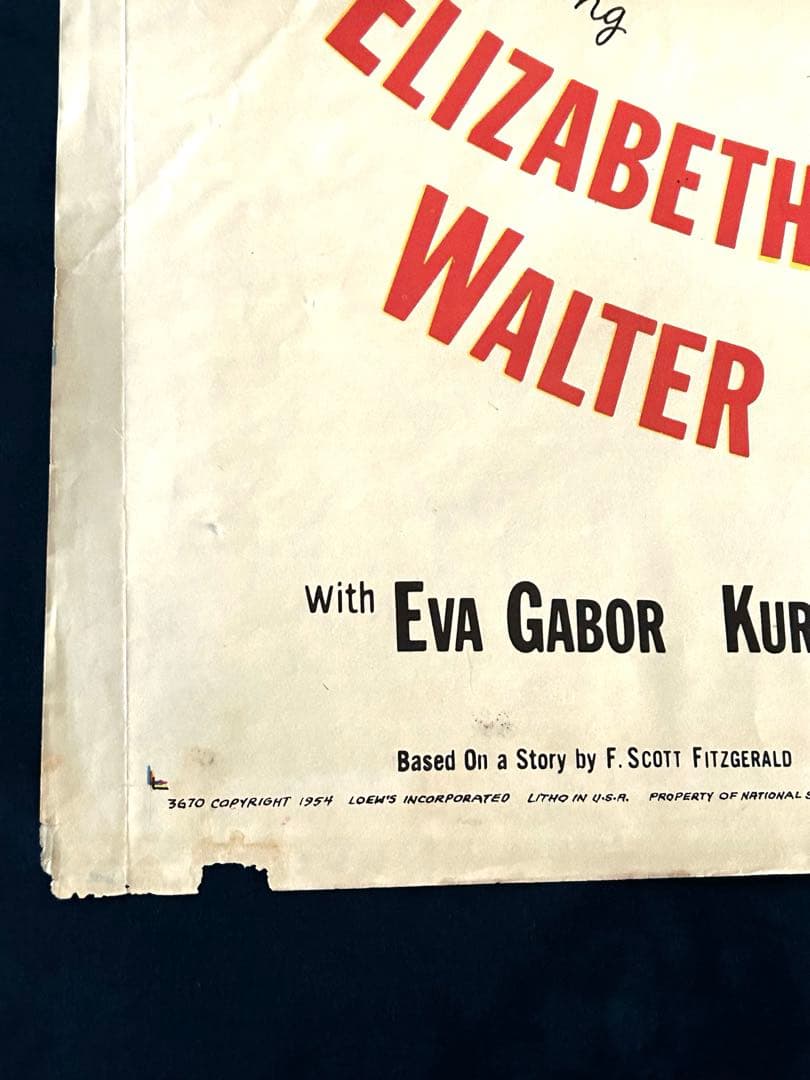 ng
ELIZABETH
WALTER
with EVA GABOR KUR
Based On a Story by F. SCOTT FITZGERALD
3670 COPYRIGHT 1954 LOEW'S INCORPORATED LITHO IN U.S.A. PROPERTY OF NATIONAL S